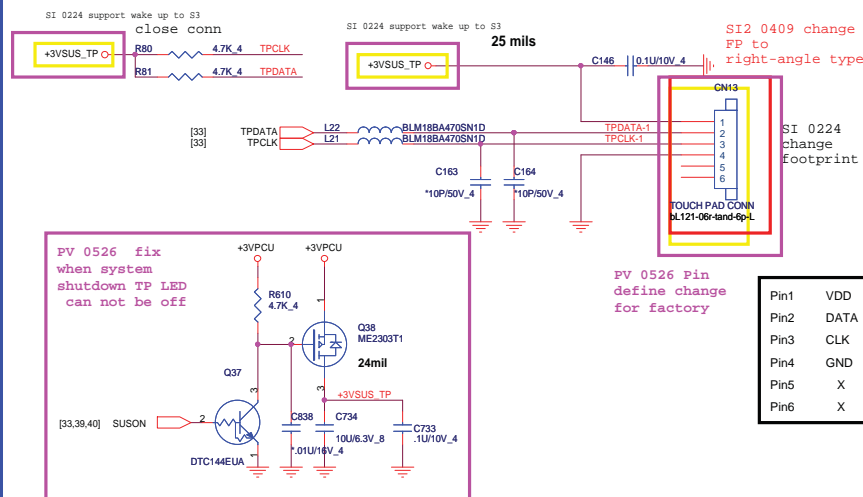 SI 0224 support wake up to S3
close conn
+3VSUS_TP
R80 4.7K_4 TPCLK
R81 4.7K_4 TPDATA
SI 0224 support wake up to S3
+3VSUS_TP
25 mils
C146 0.1U/10V_4
SI2 0409 change
FP to
right-angle type
CN13
1
2
3
4
5
6
SI 0224
change
footprint
TOUCH PAD CONN
bL121-06r-tand-6p-L
[33] TPDATA L22 BLM18BA470SN1D TPDATA-1
[33] TPCLK L21 BLM18BA470SN1D TPCLK-1
C163
*10P/50V_4
C164
*10P/50V_4
PV 0526 fix
when system
shutdown TP LED
can not be off
+3VPCU
+3VPCU
R610
4.7K_4
1
2
3
Q38
ME2303T1
24mil
+3VSUS_TP
Q37
3
2
1
[33,39,40] SUSON
DTC144EUA
C838
*.01U/16V_4
C734
10U/6.3V_8
C733
.1U/10V_4
PV 0526 Pin
define change
for factory
Pin1 VDD
Pin2 DATA
Pin3 CLK
Pin4 GND
Pin5 X
Pin6 X